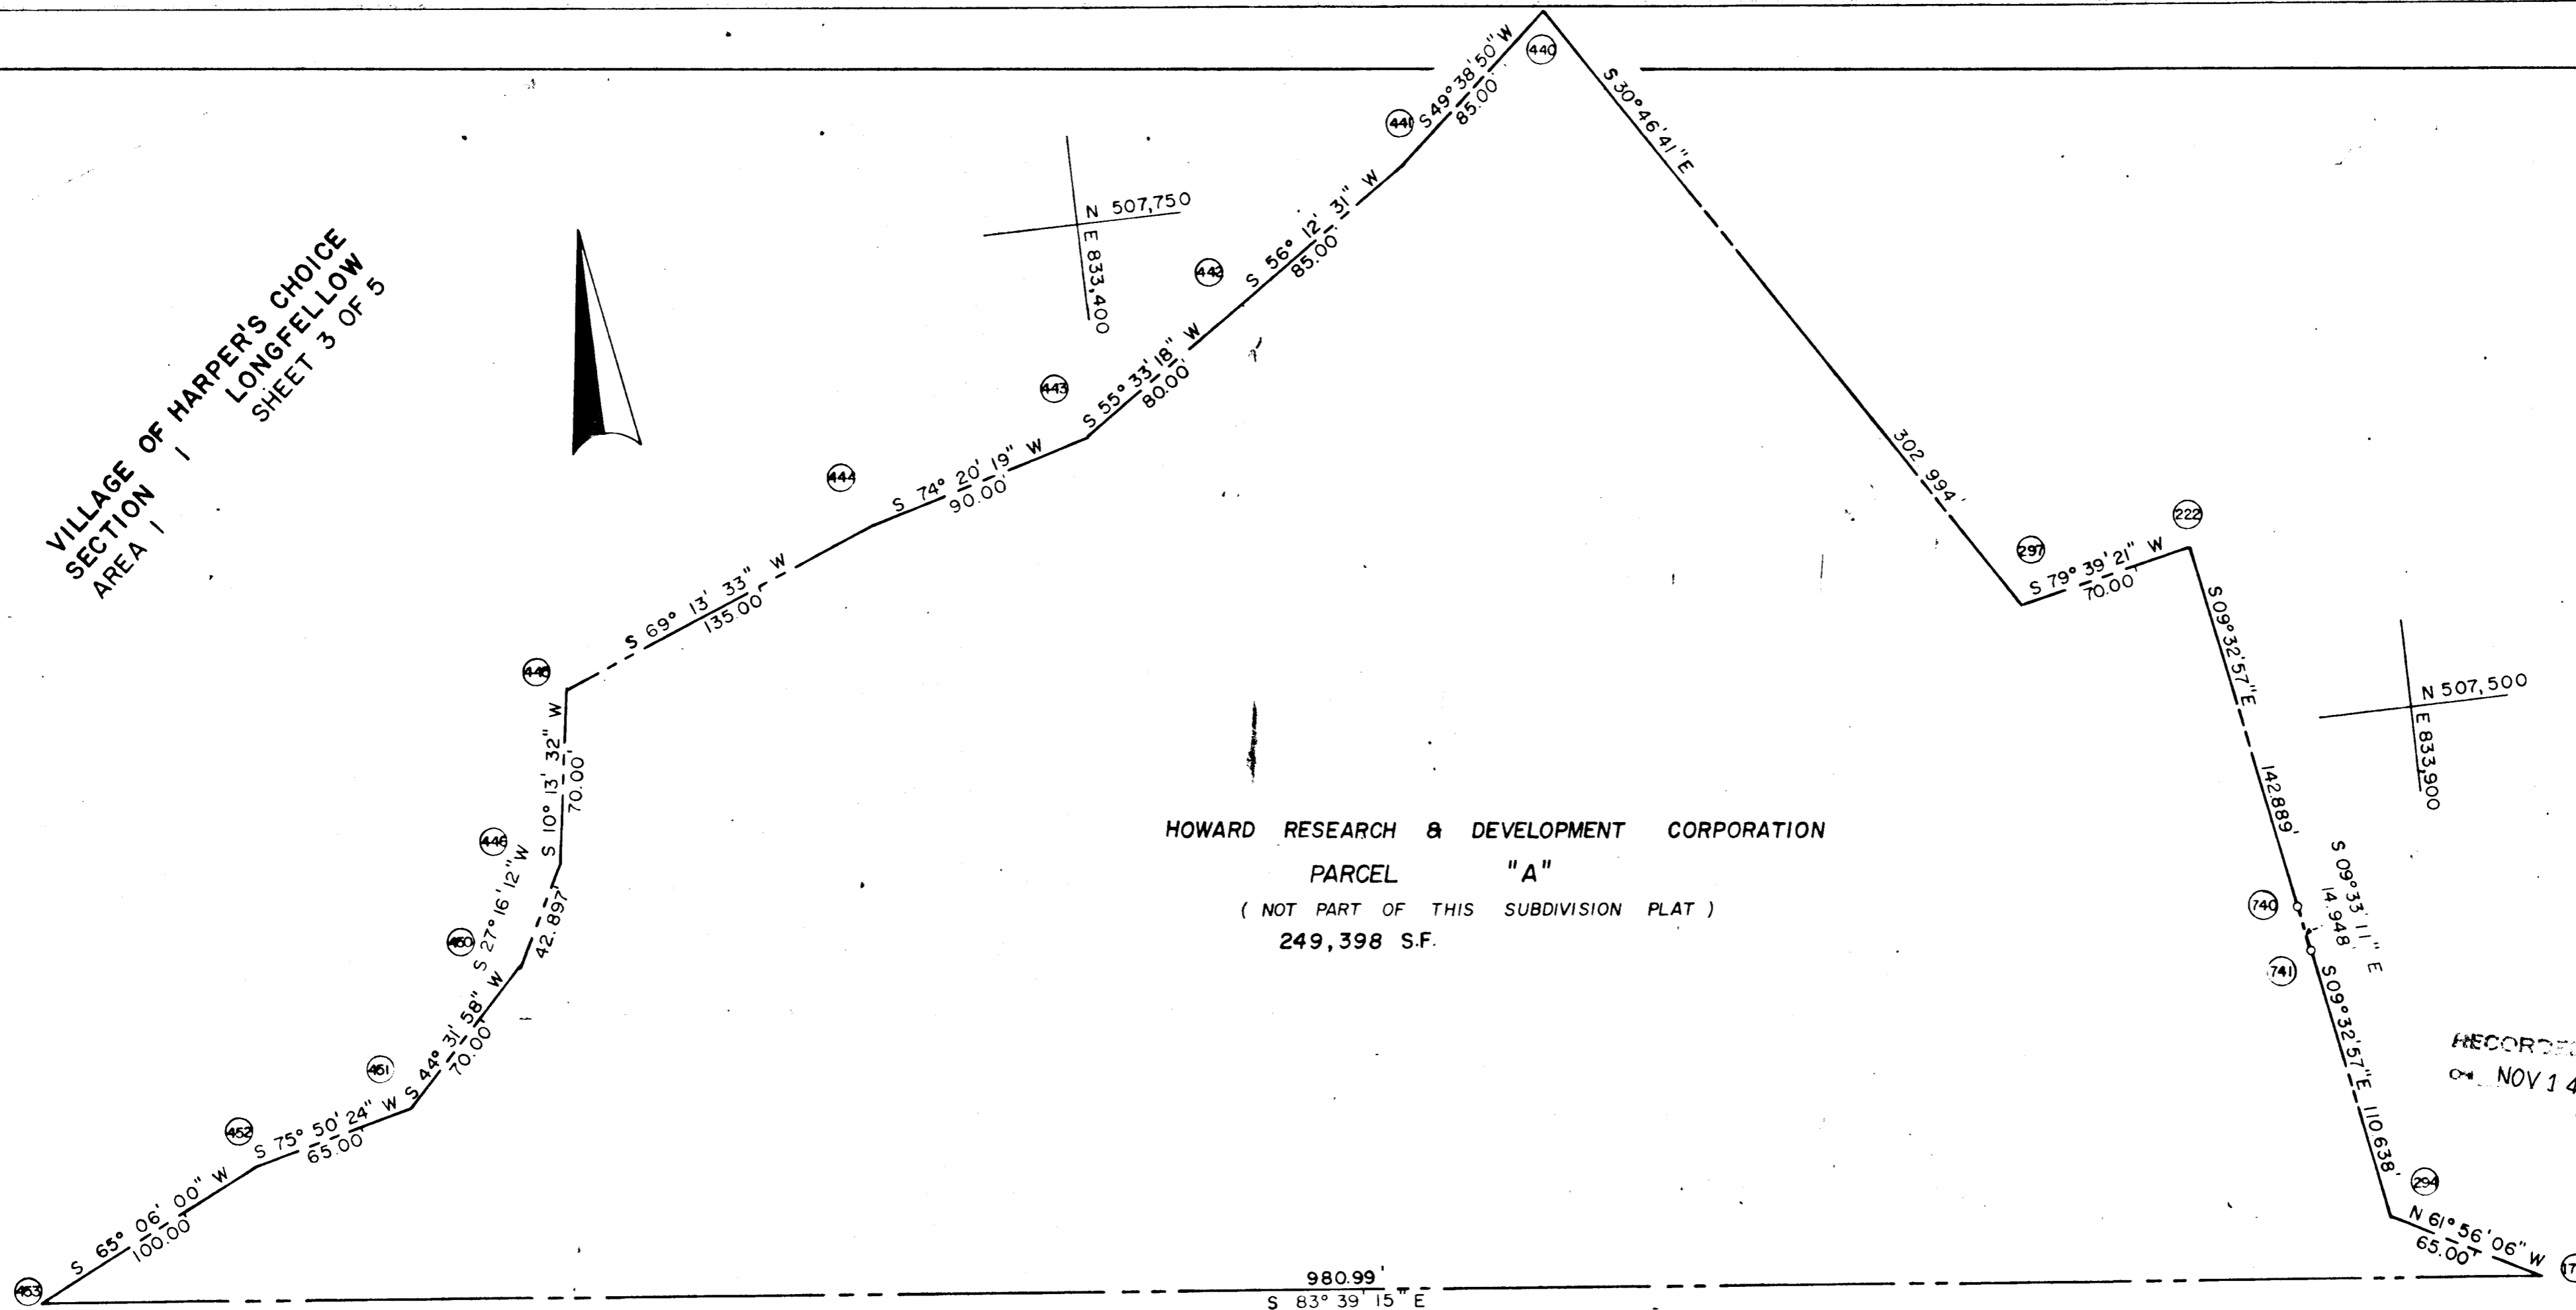 VILLAGE OF HARPER'S CHOICE
SECTION 1 LONGFELLOW
AREA 1 SHEET 3 OF 5
N 507,750
E 833,400
440
S 49° 38' 50" W
85.00'
441
S 56° 12' 31" W
85.00'
442
S 55° 33' 18" W
80.00'
443
S 74° 20' 19" W
90.00'
444
S 69° 13' 33" W
135.00'
445
S 10° 13' 32" W
70.00'
446
S 27° 16' 12" W
42.897'
450
S 44° 31' 58" W
70.00'
451
S 75° 50' 24" W
65.00'
452
S 65° 06' 00" W
100.00'
453
S 30° 46' 41" E
302.994'
297
S 79° 39' 21" W
70.00'
222
S 09° 32' 57" E
142.889'
N 507,500
E 833,900
740
S 09° 33' 11" E
14.948'
741
S 09° 32' 57" E 110.638'
294
N 61° 56' 06" W
65.00'
HOWARD RESEARCH & DEVELOPMENT CORPORATION
PARCEL "A"
( NOT PART OF THIS SUBDIVISION PLAT )
249,398 S.F.
NOV 14
980.99'
S 83° 39' 15" E